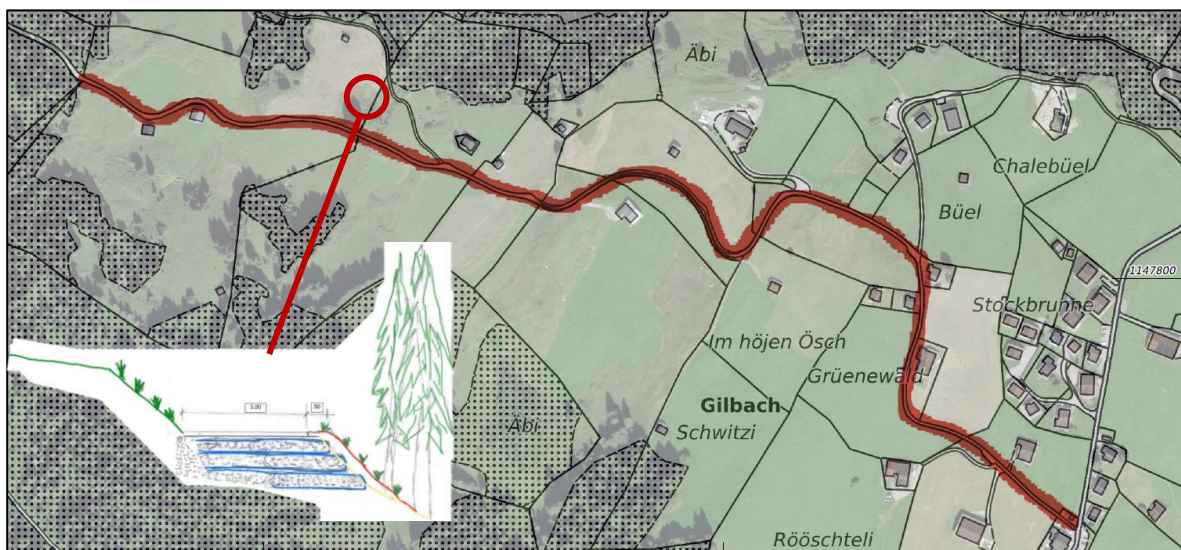 Äbi
Chalebüel
Büel
1147800
Stockbrunne
Im höjen Ösch
Grüenewald
Gilbach
Schwitzi
Äbi
3.00
50
Rööschteli